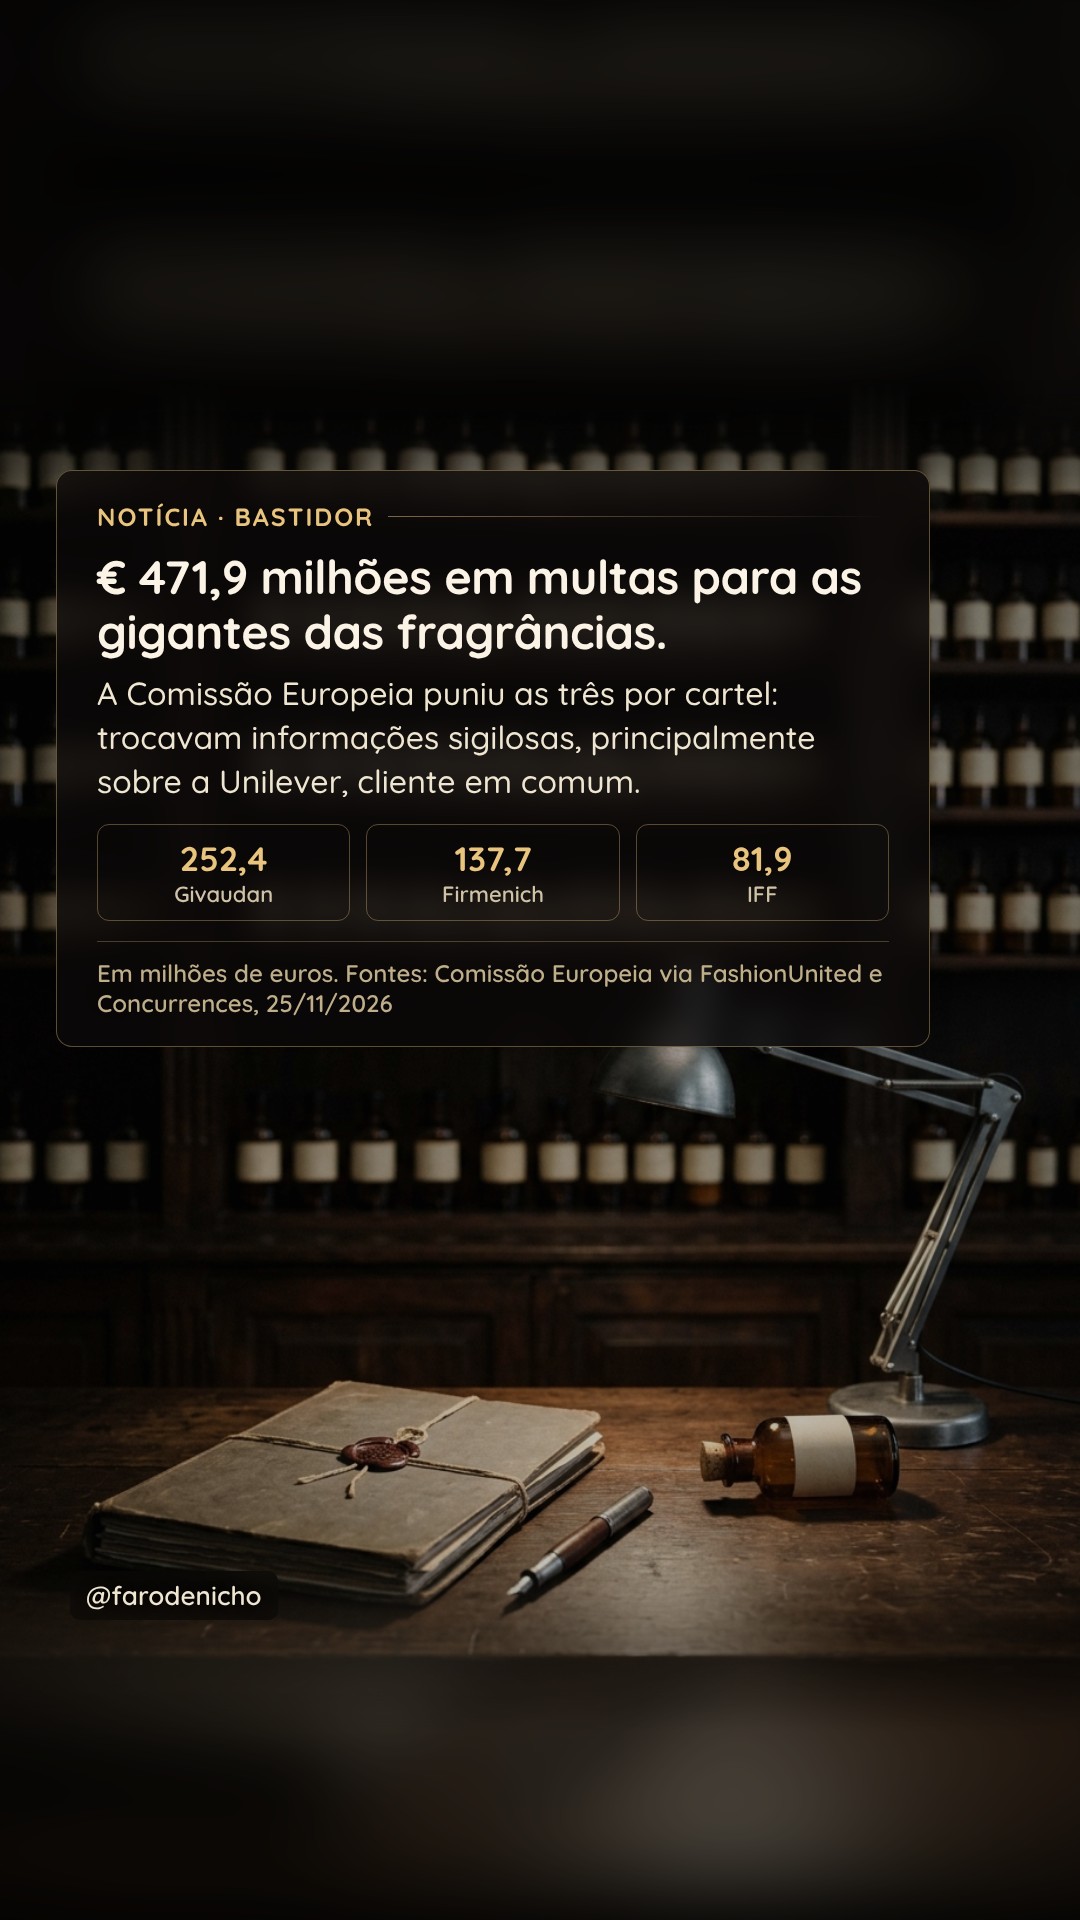 NOTÍCIA · BASTIDOR
€ 471,9 milhões em multas para as
gigantes das fragrâncias.
A Comissão Europeia puniu as três por cartel:
trocavam informações sigilosas, principalmente
sobre a Unilever, cliente em comum.
252,4
Givaudan
137,7
Firmenich
81,9
IFF
Em milhões de euros. Fontes: Comissão Europeia via FashionUnited e
Concurrences, 25/11/2026
@farodenicho